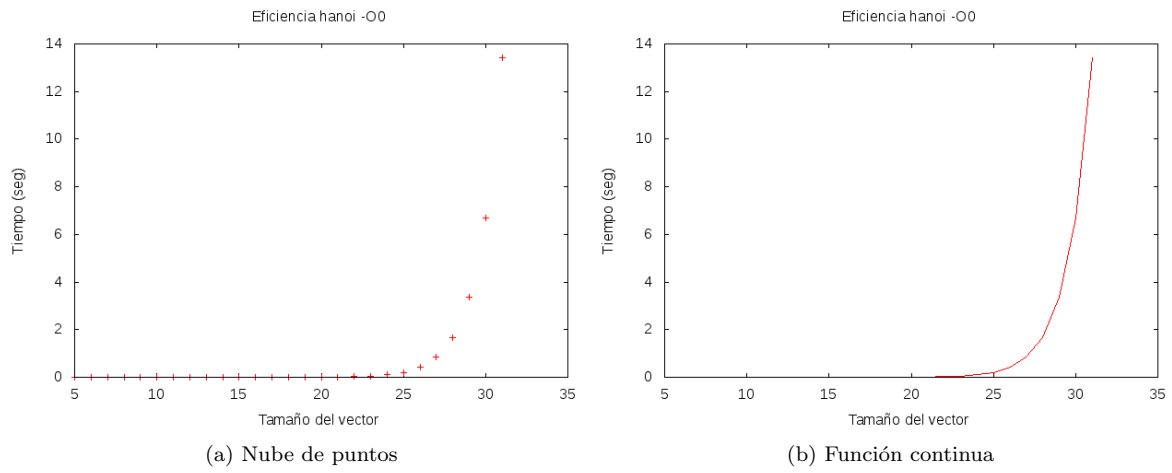 Eficiencia hanoi -O0
14
12
10
8
6
4
2
0
Tiempo (seg)
5 10 15 20 25 30 35
Tamaño del vector
(a) Nube de puntos
Eficiencia hanoi -O0
14
12
10
8
6
4
2
0
Tiempo (seg)
5 10 15 20 25 30 35
Tamaño del vector
(b) Función continua